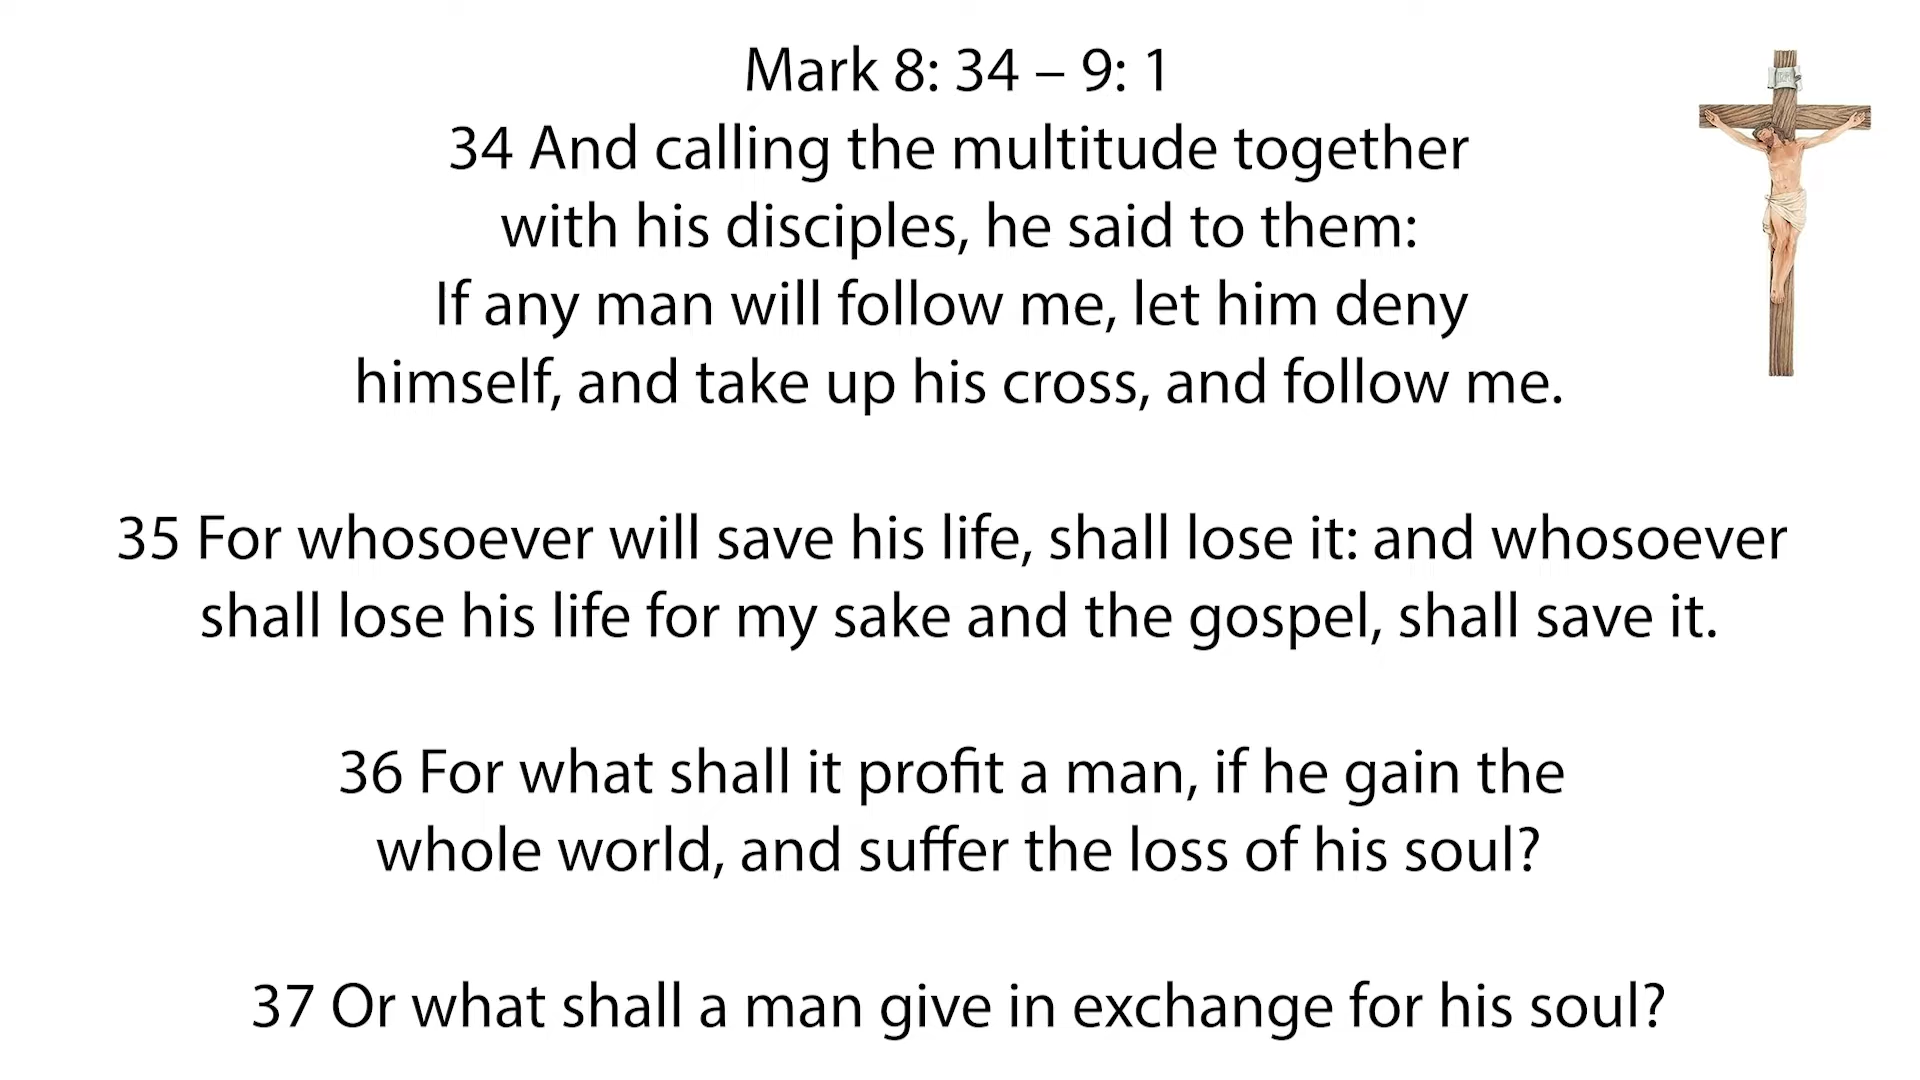 Mark 8: 34 – 9: 1
34 And calling the multitude together
with his disciples, he said to them:
If any man will follow me, let him deny
himself, and take up his cross, and follow me.
35 For whosoever will save his life, shall lose it: and whosoever
shall lose his life for my sake and the gospel, shall save it.
36 For what shall it profit a man, if he gain the
whole world, and suffer the loss of his soul?
37 Or what shall a man give in exchange for his soul?